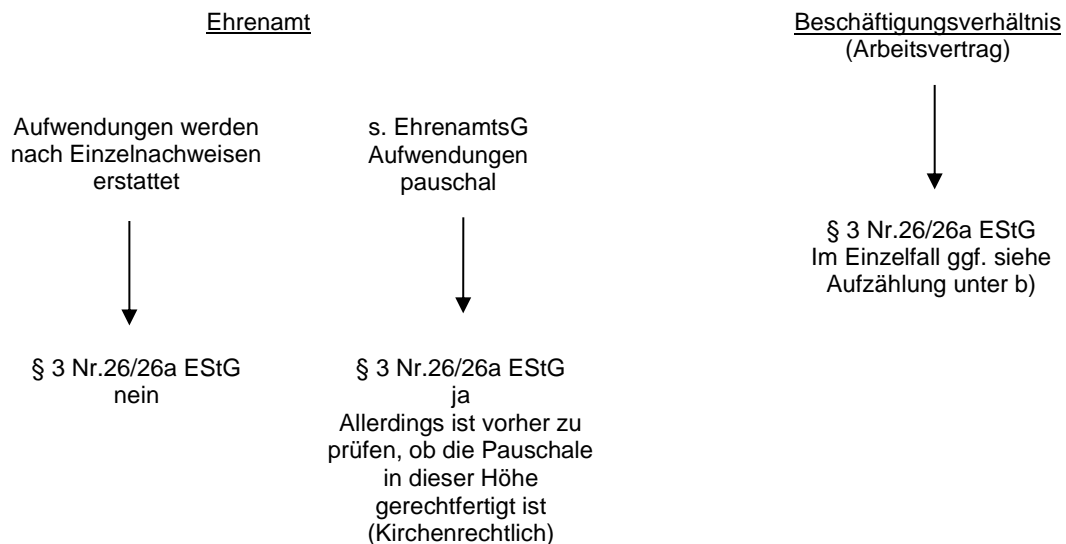 Ehrenamt
Aufwendungen werden
nach Einzelnachweisen
erstattet
§ 3 Nr.26/26a EStG
nein
s. EhrenamtsG
Aufwendungen
pauschal
§ 3 Nr.26/26a EStG
ja
Allerdings ist vorher zu
prüfen, ob die Pauschale
in dieser Höhe
gerechtfertigt ist
(Kirchenrechtlich)
Beschäftigungsverhältnis
(Arbeitsvertrag)
§ 3 Nr.26/26a EStG
Im Einzelfall ggf. siehe
Aufzählung unter b)